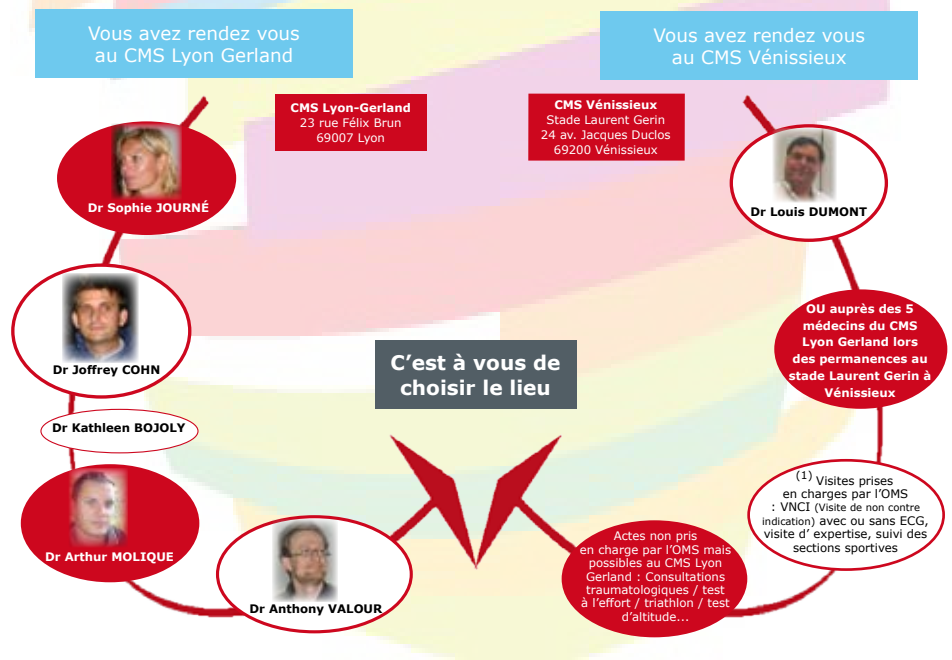 Vous avez rendez vous
au CMS Lyon Gerland
Vous avez rendez vous
au CMS Vénissieux
CMS Lyon-Gerland
23 rue Félix Brun
69007 Lyon
CMS Vénissieux
Stade Laurent Gerin
24 av. Jacques Duclos
69200 Vénissieux
Dr Sophie JOURNÉ
Dr Louis DUMONT
Dr Joffrey COHN
OU auprès des 5
médecins du CMS
Lyon Gerland lors
des permanences au
stade Laurent Gerin à
Vénissieux
C'est à vous de
choisir le lieu
Dr Kathleen BOJOLY
Dr Arthur MOLIQUE
Dr Anthony VALOUR
Actes non pris
en charge par l'OMS mais
possibles au CMS Lyon
Gerland : Consultations
traumatologiques / test
à l'effort / triathlon / test
d'altitude...
(1) Visites prises
en charges par l'OMS
: VNCI (Visite de non contre
indication) avec ou sans ECG,
visite d' expertise, suivi des
sections sportives